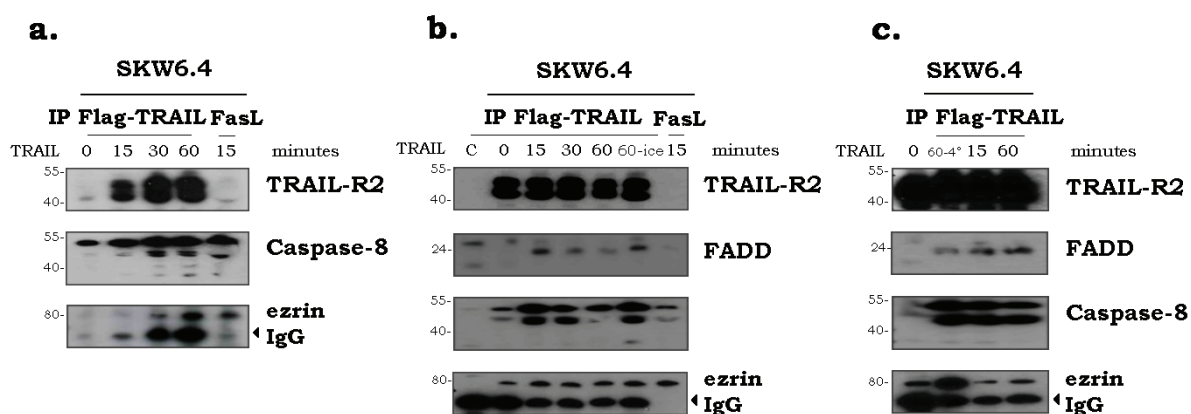 a.
SKW6.4
IP Flag-TRAIL FasL
TRAIL 0 15 30 60 15 minutes
55-
40-
TRAIL-R2
55-
40-
Caspase-8
80-
ezrin
IgG
b.
SKW6.4
IP Flag-TRAIL FasL
TRAIL C 0 15 30 60 60-ice 15 minutes
55-
40-
TRAIL-R2
24-
FADD
55-
40-
80-
ezrin
IgG
c.
SKW6.4
IP Flag-TRAIL
TRAIL 0 60-4° 15 60
55-
40-
TRAIL-R2
24-
FADD
55-
40-
Caspase-8
80-
ezrin
IgG